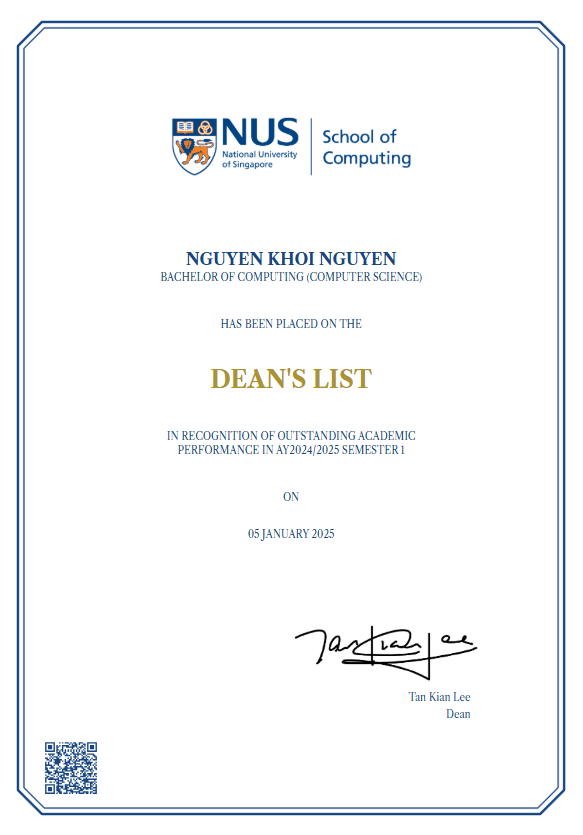 NUS
National University
of Singapore
School of
Computing
NGUYEN KHOI NGUYEN
BACHELOR OF COMPUTING (COMPUTER SCIENCE)
HAS BEEN PLACED ON THE
DEAN'S LIST
IN RECOGNITION OF OUTSTANDING ACADEMIC
PERFORMANCE IN AY2024/2025 SEMESTER 1
ON
05 JANUARY 2025
Tan Kian Lee
Tan Kian Lee
Dean